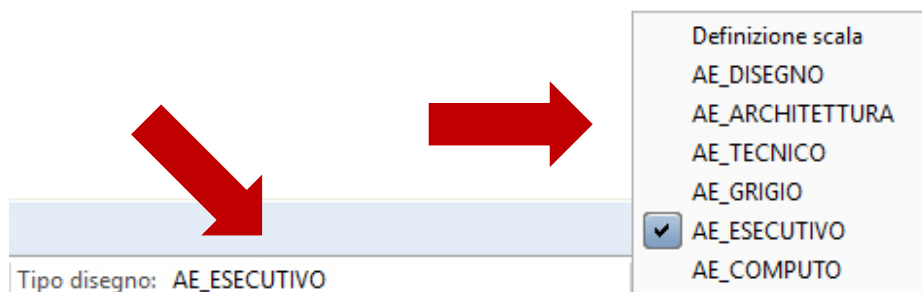 Definizione scala
AE_DISEGNO
AE_ARCHITETTURA
AE_TECNICO
AE_GRIGIO
AE_ESECUTIVO
AE_COMPUTO
Tipo disegno: AE_ESECUTIVO